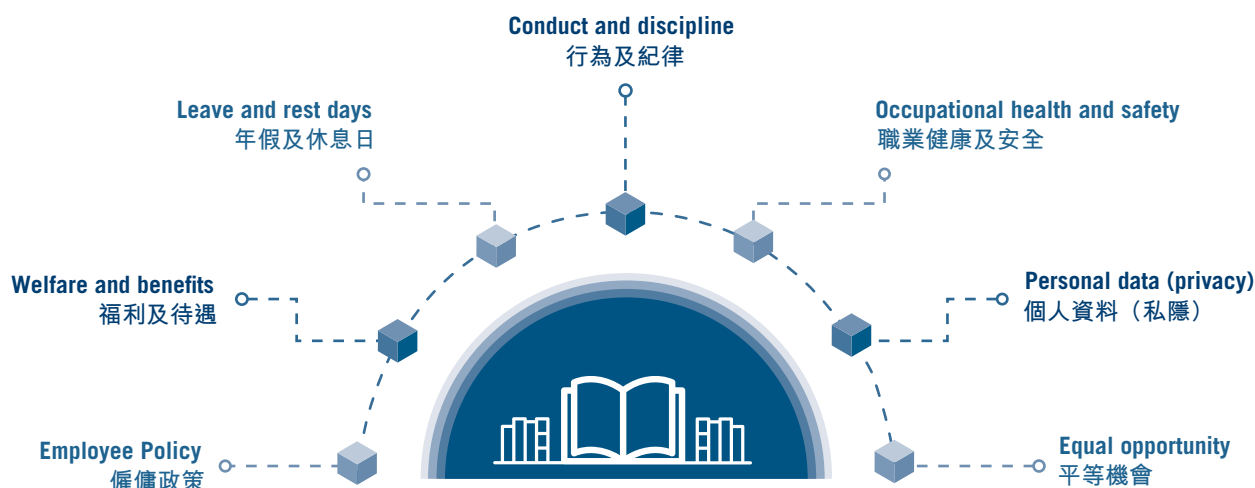 Conduct and discipline
行為及紀律
Leave and rest days
年假及休息日
Occupational health and safety
職業健康及安全
Welfare and benefits
福利及待遇
Personal data (privacy)
個人資料（私隱）
Employee Policy
僱傭政策
Equal opportunity
平等機會